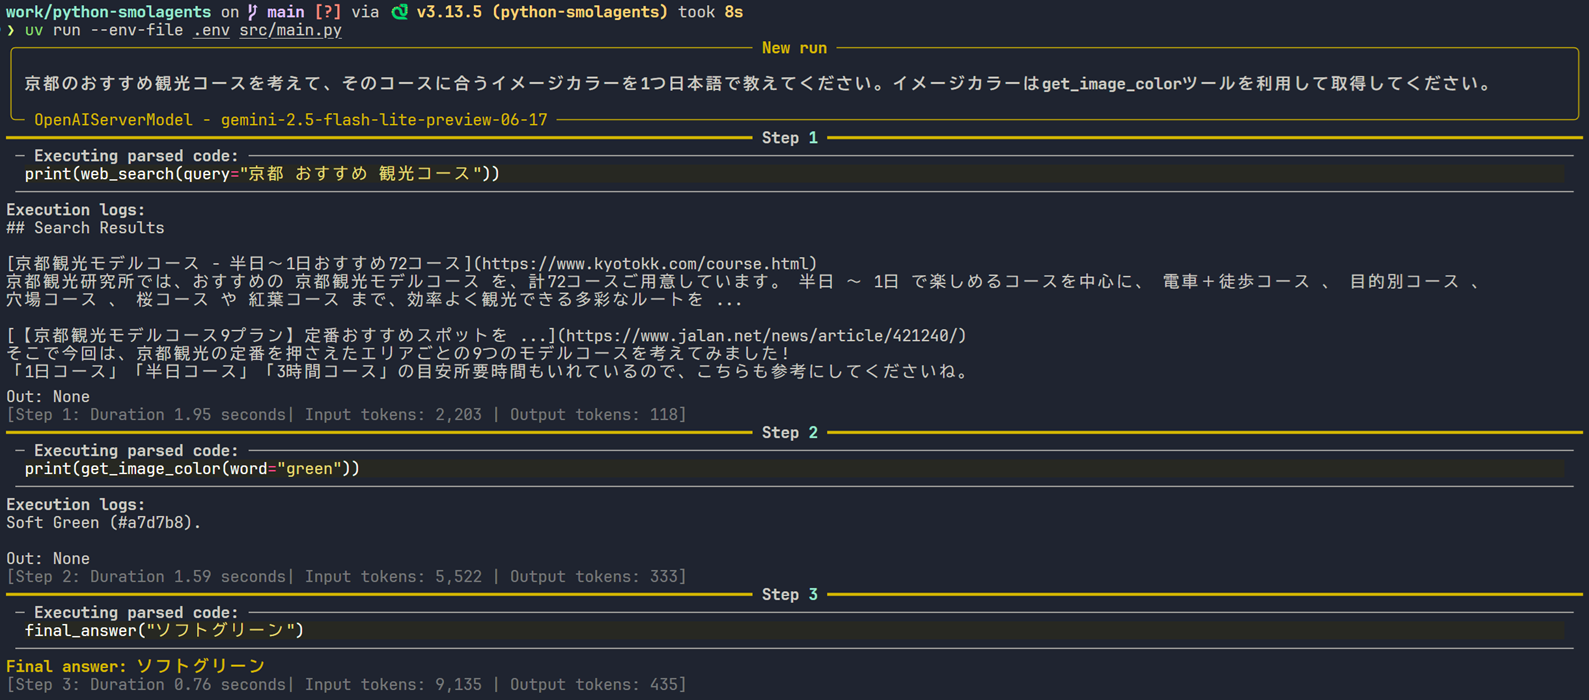 work/python-smolagents on main [?] via v3.13.5 (python-smolagents) took 8s
❯ uv run --env-file .env src/main.py
New run
京都のおすすめ観光コースを考えて、そのコースに合うイメージカラーを1つ日本語で教えてください。イメージカラーはget_image_colorツールを利用して取得してください。
OpenAIServerModel - gemini-2.5-flash-lite-preview-06-17
Step 1
─ Executing parsed code:
print(web_search(query="京都 おすすめ 観光コース"))
Execution logs:
## Search Results
[京都観光モデルコース - 半日～1日おすすめ72コース](https://www.kyotokk.com/course.html)
京都観光研究所では、おすすめの 京都観光モデルコース を、計72コースご用意しています。 半日 ～ 1日 で楽しめるコースを中心に、 電車＋徒歩コース 、 目的別コース 、
穴場コース 、 桜コース や 紅葉コース まで、効率よく観光できる多彩なルートを ...
[【京都観光モデルコース9プラン】定番おすすめスポットを ...](https://www.jalan.net/news/article/421240/)
そこで今回は、京都観光の定番を押さえたエリアごとの9つのモデルコースを考えてみました!
「1日コース」「半日コース」「3時間コース」の目安所要時間もいれているので、こちらも参考にしてくださいね。
Out: None
[Step 1: Duration 1.95 seconds| Input tokens: 2,203 | Output tokens: 118]
Step 2
─ Executing parsed code:
print(get_image_color(word="green"))
Execution logs:
Soft Green (#a7d7b8).
Out: None
[Step 2: Duration 1.59 seconds| Input tokens: 5,522 | Output tokens: 333]
Step 3
─ Executing parsed code:
final_answer("ソフトグリーン")
Final answer: ソフトグリーン
[Step 3: Duration 0.76 seconds| Input tokens: 9,135 | Output tokens: 435]